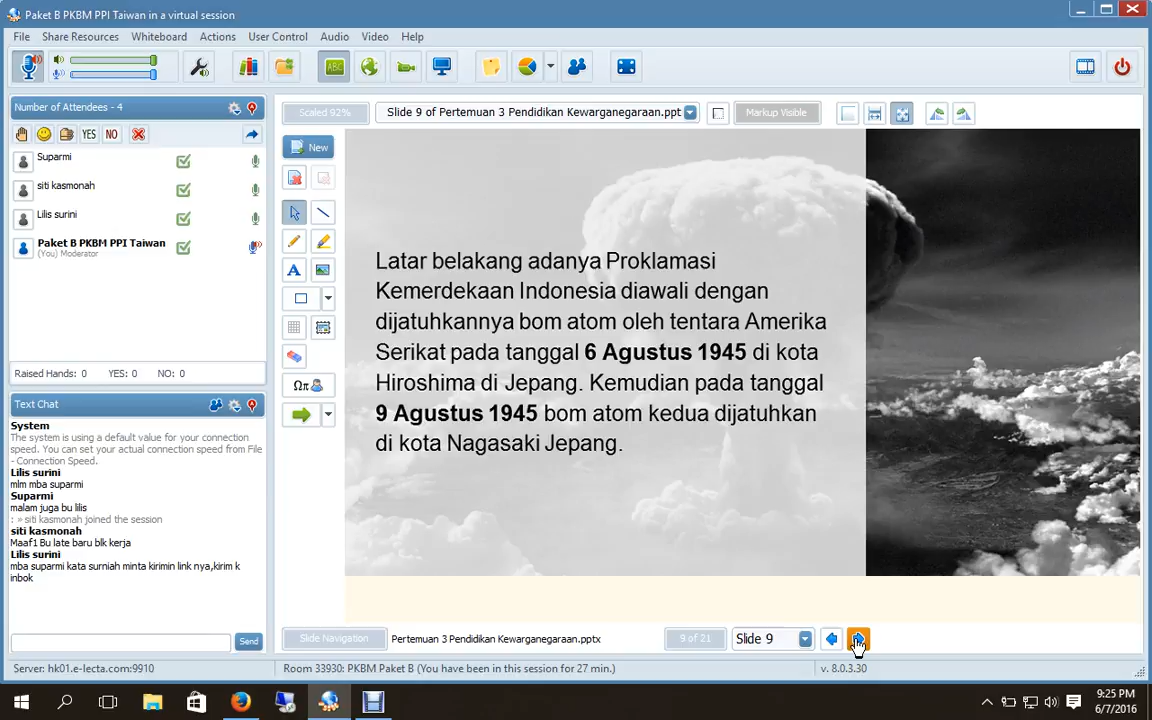 Paket B PKBM PPI Taiwan in a virtual session
File Share Resources Whiteboard Actions User Control Audio Video Help
ABC
Number of Attendees - 4
YES NO
Suparmi
siti kasmonah
Lilis surini
Paket B PKBM PPI Taiwan
(You) Moderator
Raised Hands: 0 YES: 0 NO: 0
Text Chat
System
The system is using a default value for your connection
speed. You can set your actual connection speed from File
- Connection Speed.
Lilis surini
mlm mba suparmi
Suparmi
malam juga bu lilis
: » siti kasmonah joined the session
siti kasmonah
Maaf1 Bu late baru blk kerja
Lilis surini
mba suparmi kata surniah minta kirimin link nya,kirim k
inbok
Send
Scaled 92%
Slide 9 of Pertemuan 3 Pendidikan Kewarganegaraan.ppt
Markup Visible
New
A
Ωπ
Latar belakang adanya Proklamasi
Kemerdekaan Indonesia diawali dengan
dijatuhkannya bom atom oleh tentara Amerika
Serikat pada tanggal 6 Agustus 1945 di kota
Hiroshima di Jepang. Kemudian pada tanggal
9 Agustus 1945 bom atom kedua dijatuhkan
di kota Nagasaki Jepang.
Slide Navigation
Pertemuan 3 Pendidikan Kewarganegaraan.pptx
9 of 21
Slide 9
Server: hk01.e-lecta.com:9910
Room 33930: PKBM Paket B (You have been in this session for 27 min.)
v. 8.0.3.30
9:25 PM
6/7/2016